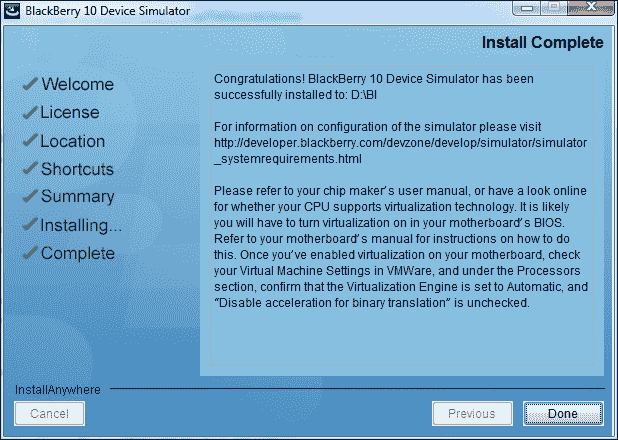 BlackBerry 10 Device Simulator
Install Complete
Welcome
License
Location
Shortcuts
Summary
Installing...
Complete
Congratulations! BlackBerry 10 Device Simulator has been
successfully installed to: D:\BI
For information on configuration of the simulator please visit
http://developer.blackberry.com/devzone/develop/simulator/simulator
_systemrequirements.html
Please refer to your chip maker's user manual, or have a look online
for whether your CPU supports virtualization technology. It is likely
you will have to turn virtualization on in your motherboard's BIOS.
Refer to your motherboard's manual for instructions on how to do
this. Once you've enabled virtualization on your motherboard, check
your Virtual Machine Settings in VMWare, and under the Processors
section, confirm that the Virtualization Engine is set to Automatic, and
"Disable acceleration for binary translation" is unchecked.
InstallAnywhere
Cancel
Previous
Done